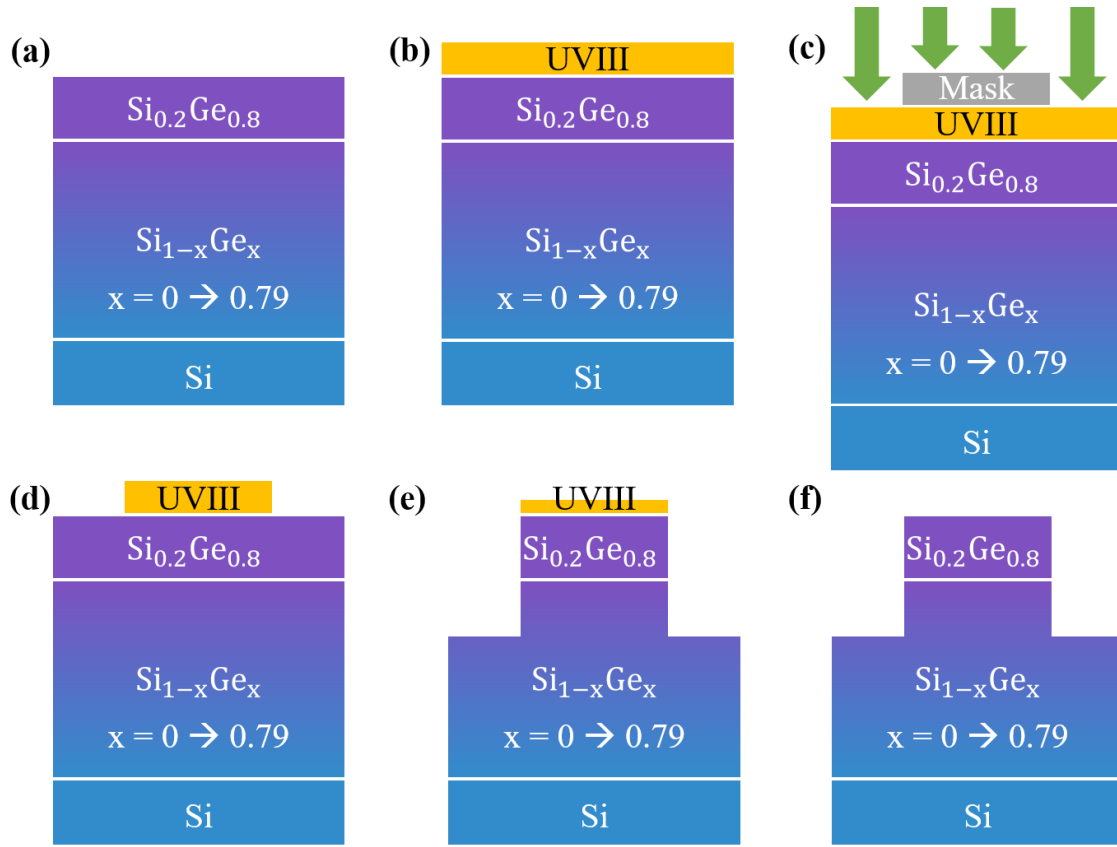 (a)
Si₀.₂Ge₀.₈
Si₁₋ₓGeₓ
x = 0 → 0.79
Si
(b)
UVIII
Si₀.₂Ge₀.₈
Si₁₋ₓGeₓ
x = 0 → 0.79
Si
(c)
Mask
UVIII
Si₀.₂Ge₀.₈
Si₁₋ₓGeₓ
x = 0 → 0.79
Si
(d)
UVIII
Si₀.₂Ge₀.₈
Si₁₋ₓGeₓ
x = 0 → 0.79
Si
(e)
UVIII
Si₀.₂Ge₀.₈
Si₁₋ₓGeₓ
x = 0 → 0.79
Si
(f)
Si₀.₂Ge₀.₈
Si₁₋ₓGeₓ
x = 0 → 0.79
Si